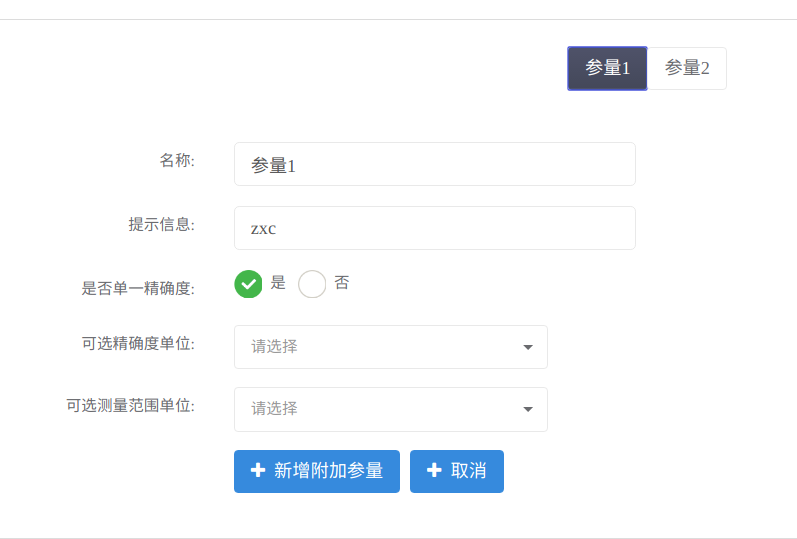 参量1 参量2
名称: 参量1
提示信息: zxc
是否单一精确度: 是 否
可选精确度单位: 请选择
可选测量范围单位: 请选择
新增附加参量 取消